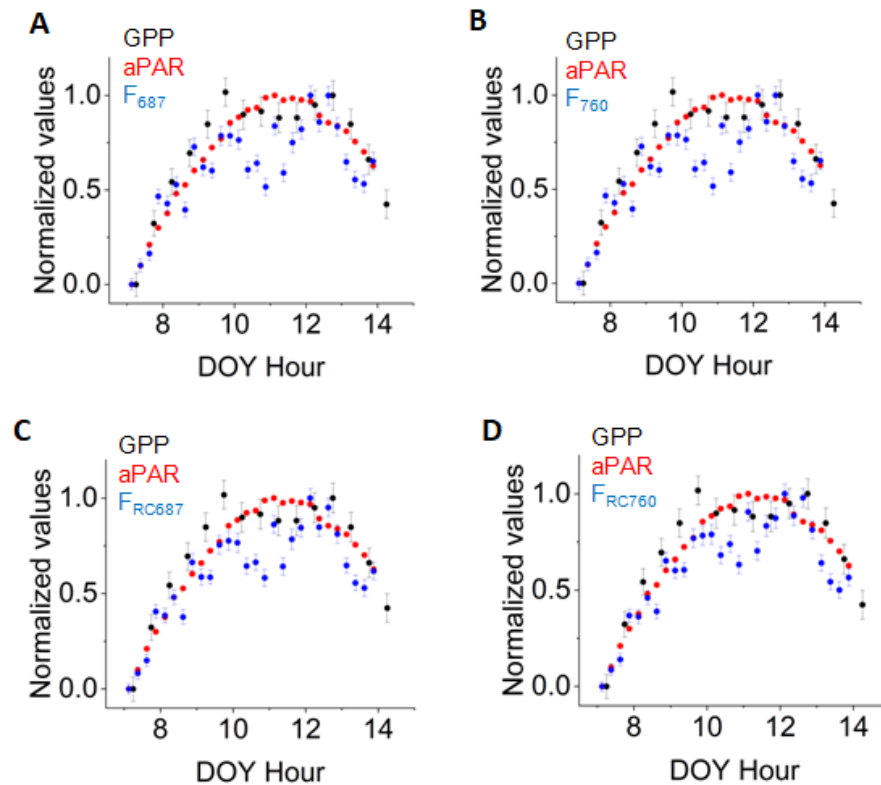 A
GPP
aPAR
F687
Normalized values
1.0
0.5
0.0
8 10 12 14
DOY Hour
B
GPP
aPAR
F760
Normalized values
1.0
0.5
0.0
8 10 12 14
DOY Hour
C
GPP
aPAR
FRC687
Normalized values
1.0
0.5
0.0
8 10 12 14
DOY Hour
D
GPP
aPAR
FRC760
Normalized values
1.0
0.5
0.0
8 10 12 14
DOY Hour